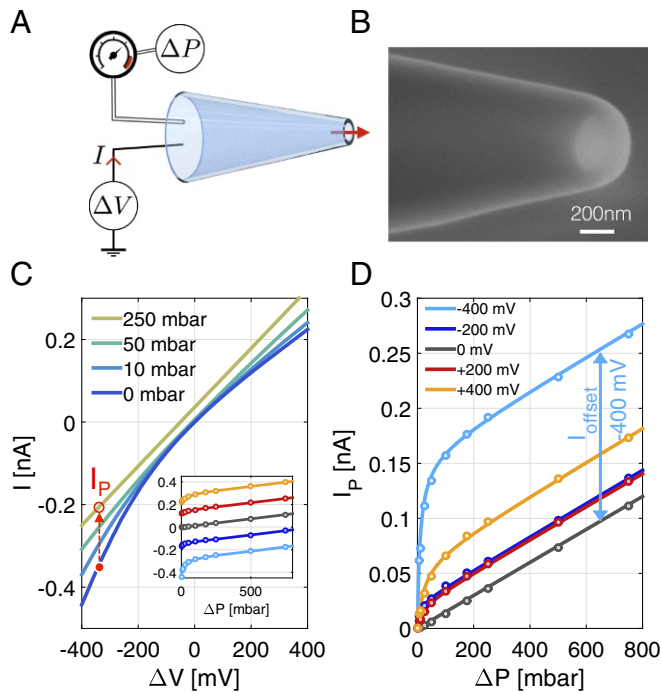 A
ΔP
I
ΔV
B
200nm
C
I [nA]
0.2
0
-0.2
-0.4
250 mbar
50 mbar
10 mbar
0 mbar
I_P
0.4
0.2
0
-0.2
-0.4
0
500
ΔP [mbar]
-400
-200
0
200
400
ΔV [mV]
D
I_P [nA]
0.3
0.25
0.2
0.15
0.1
0.05
0
-400 mV
-200 mV
0 mV
+200 mV
+400 mV
I_offset
-400 mV
0
200
400
600
800
ΔP [mbar]